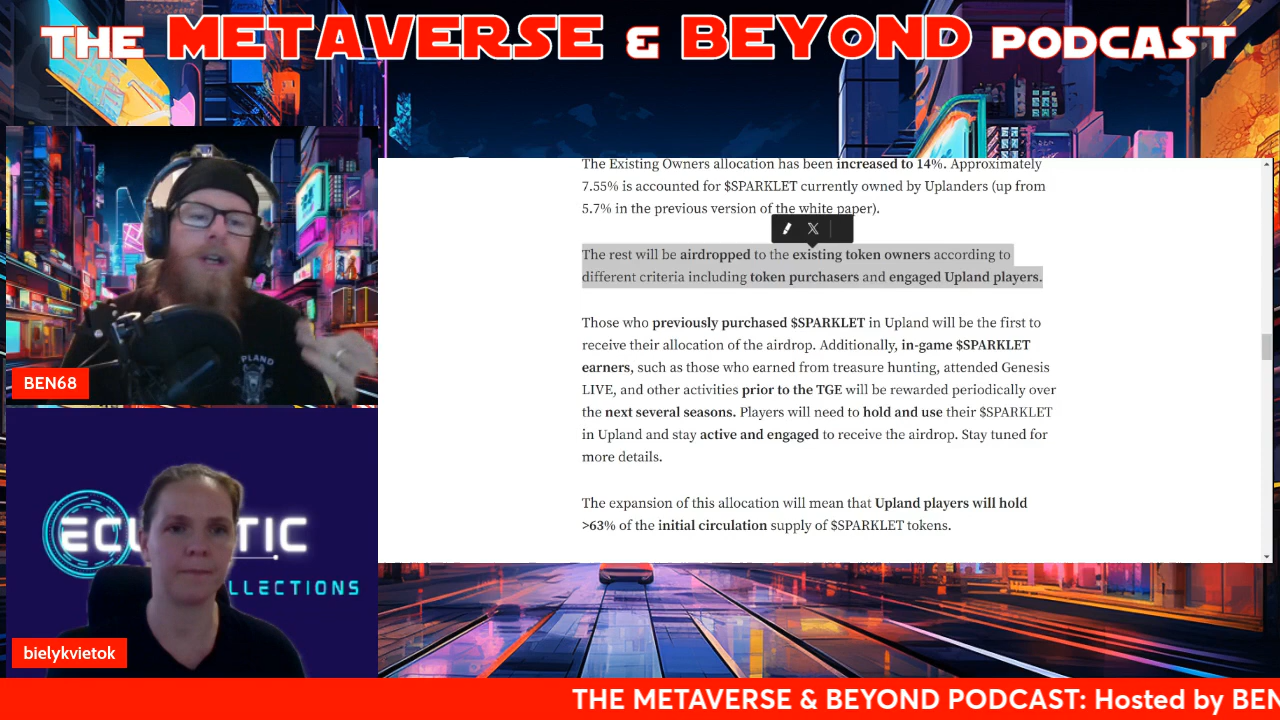 THE METAVERSE & BEYOND PODCAST
The Existing Owners allocation has been increased to 14%. Approximately
7.55% is accounted for $SPARKLET currently owned by Uplanders (up from
5.7% in the previous version of the white paper).
The rest will be airdropped to the existing token owners according to
different criteria including token purchasers and engaged Upland players.
Those who previously purchased $SPARKLET in Upland will be the first to
receive their allocation of the airdrop. Additionally, in-game $SPARKLET
earners, such as those who earned from treasure hunting, attended Genesis
LIVE, and other activities prior to the TGE will be rewarded periodically over
the next several seasons. Players will need to hold and use their $SPARKLET
in Upland and stay active and engaged to receive the airdrop. Stay tuned for
more details.
The expansion of this allocation will mean that Upland players will hold
>63% of the initial circulation supply of $SPARKLET tokens.
PLAND
BEN68
TIC
LLECTIONS
bielykvietok
THE METAVERSE & BEYOND PODCAST: Hosted by BEN